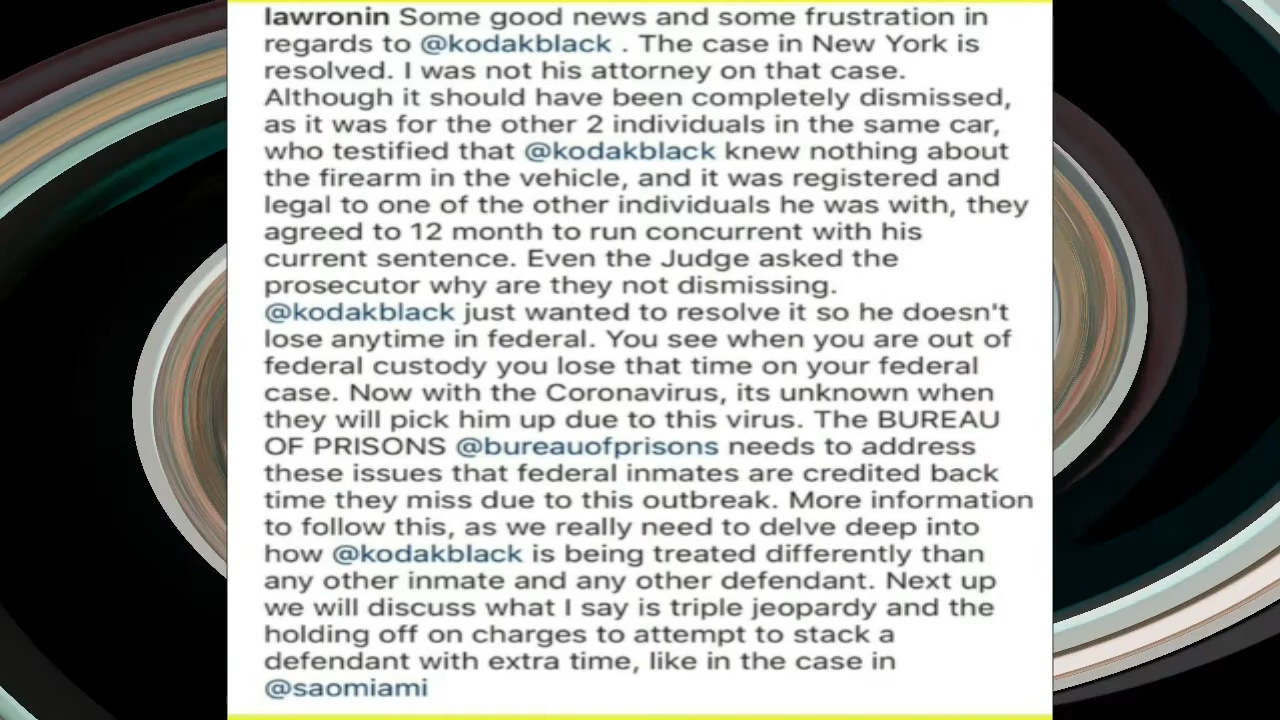 lawronin Some good news and some frustration in
regards to @kodakblack . The case in New York is
resolved. I was not his attorney on that case.
Although it should have been completely dismissed,
as it was for the other 2 individuals in the same car,
who testified that @kodakblack knew nothing about
the firearm in the vehicle, and it was registered and
legal to one of the other individuals he was with, they
agreed to 12 month to run concurrent with his
current sentence. Even the Judge asked the
prosecutor why are they not dismissing.
@kodakblack just wanted to resolve it so he doesn't
lose anytime in federal. You see when you are out of
federal custody you lose that time on your federal
case. Now with the Coronavirus, its unknown when
they will pick him up due to this virus. The BUREAU
OF PRISONS @bureauofprisons needs to address
these issues that federal inmates are credited back
time they miss due to this outbreak. More information
to follow this, as we really need to delve deep into
how @kodakblack is being treated differently than
any other inmate and any other defendant. Next up
we will discuss what I say is triple jeopardy and the
holding off on charges to attempt to stack a
defendant with extra time, like in the case in
@saomiami